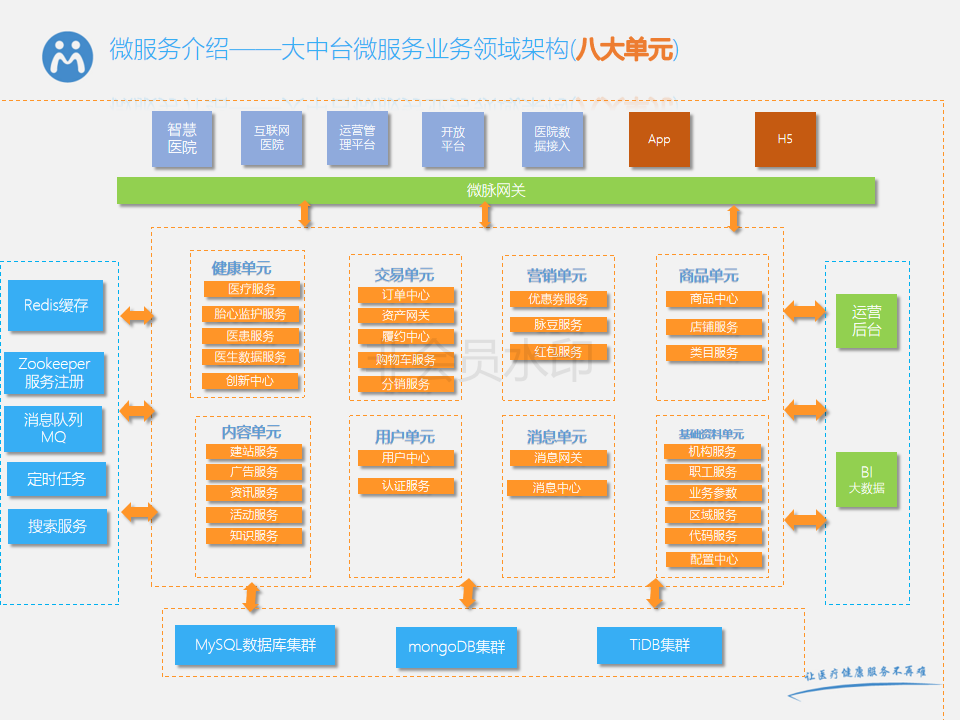 微服务介绍——大中台微服务业务领域架构(八大单元)
智慧
医院
互联网
医院
运营管
理平台
开放
平台
医院数
据接入
App
H5
微脉网关
Redis缓存
Zookeeper
服务注册
消息队列
MQ
定时任务
搜索服务
健康单元
医疗服务
胎心监护服务
医患服务
医生数据服务
创新中心
交易单元
订单中心
资产网关
履约中心
购物车服务
分销服务
营销单元
优惠券服务
脉豆服务
红包服务
商品单元
商品中心
店铺服务
类目服务
非会员水印
内容单元
建站服务
广告服务
资讯服务
活动服务
知识服务
用户单元
用户中心
认证服务
消息单元
消息网关
消息中心
基础资料单元
机构服务
职工服务
业务参数
区域服务
代码服务
配置中心
运营
后台
BI
大数据
MySQL数据库集群
mongoDB集群
TiDB集群
让医疗健康服务不再难